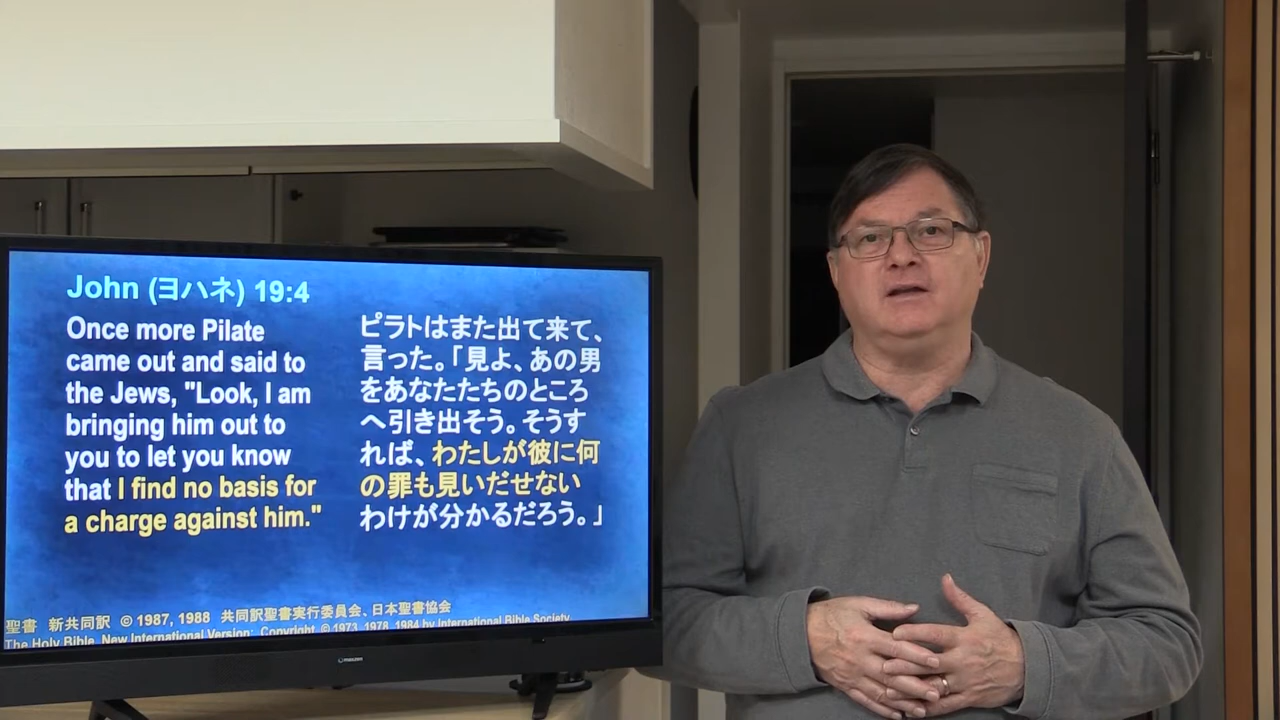 John (ヨハネ) 19:4
Once more Pilate
came out and said to
the Jews, "Look, I am
bringing him out to
you to let you know
that I find no basis for
a charge against him."
ピラトはまた出て来て、
言った。「見よ、あの男
をあなたたちのところ
へ引き出そう。そうす
れば、わたしが彼に何
の罪も見いだせない
わけが分かるだろう。」
聖書 新共同訳 © 1987, 1988 共同訳聖書実行委員会、日本聖書協会
The Holy Bible, New International Version; Copyright © 1973, 1978, 1984 by International Bible Society
maxzen